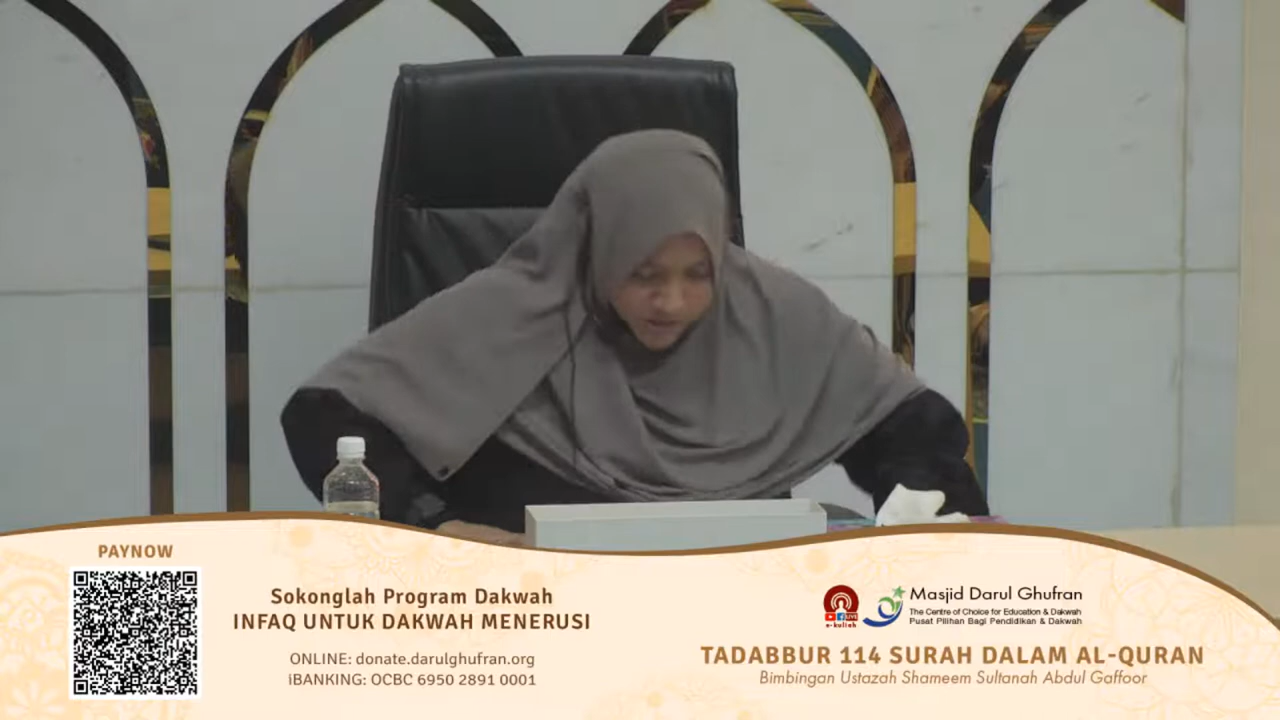 PAYNOW
Sokonglah Program Dakwah
INFAQ UNTUK DAKWAH MENERUSI
ONLINE: donate.darulghufran.org
iBANKING: OCBC 6950 2891 0001
LIVE
e-kuliah
Masjid Darul Ghufran
The Centre of Choice for Education & Dakwah
Pusat Pilihan Bagi Pendidikan & Dakwah
TADABBUR 114 SURAH DALAM AL-QURAN
Bimbingan Ustazah Shameem Sultanah Abdul Gaffoor